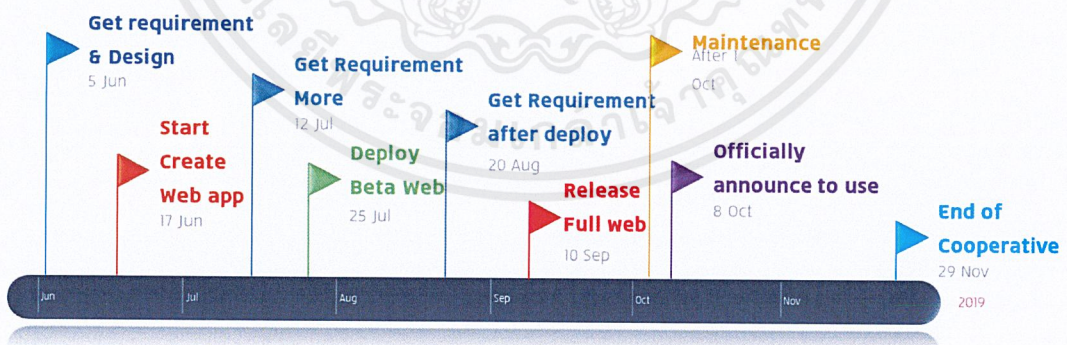 Get requirement
& Design
5 Jun
Start
Create
Web app
17 Jun
Get Requirement
More
12 Jul
Deploy
Beta Web
25 Jul
Get Requirement
after deploy
20 Aug
Release
Full web
10 Sep
Maintenance
After
Oct
Officially
announce to use
8 Oct
End of
Cooperative
29 Nov
Jun
Jul
Aug
Sep
Oct
Nov
2019